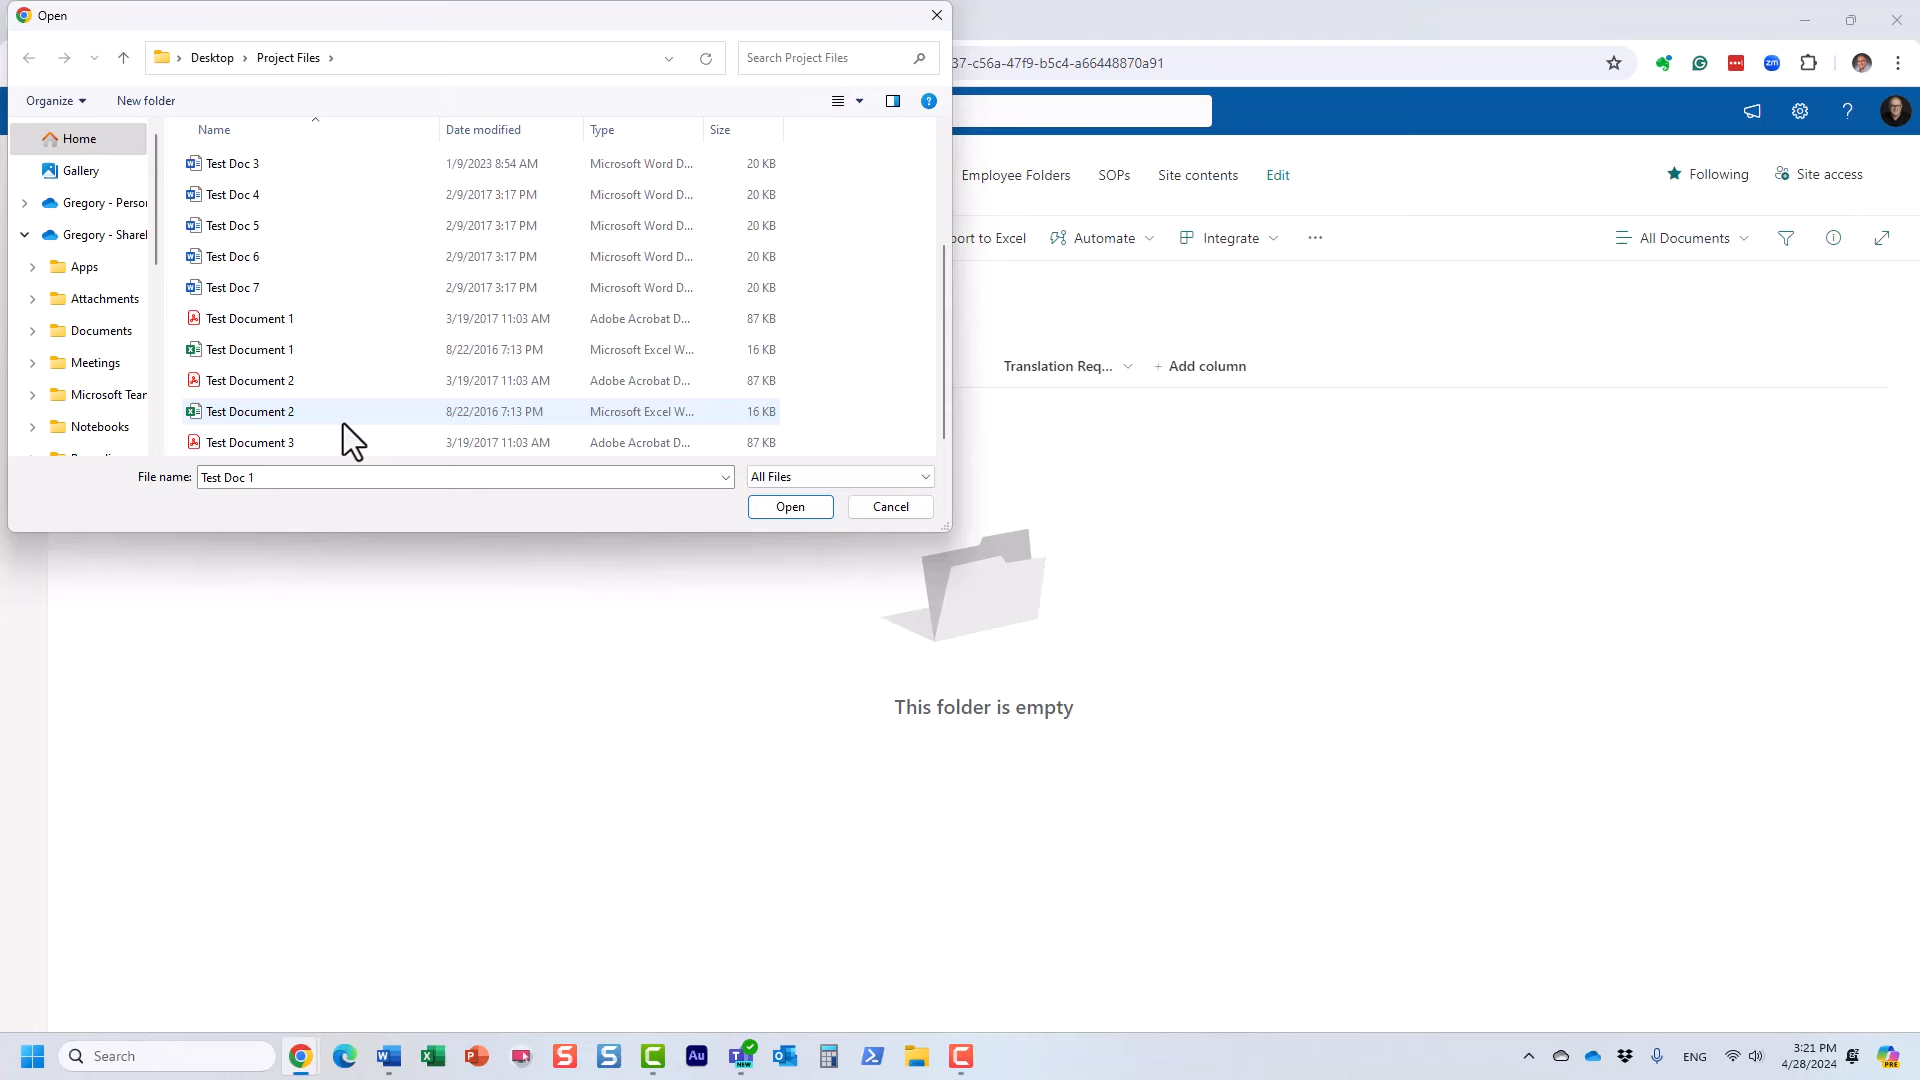 Open
Desktop > Project Files >
Search Project Files
37-c56a-47f9-b5c4-a66448870a91
zm
Organize
New folder
Name
Date modified
Type
Size
Home
Gallery
Gregory - Person
Gregory - Sharel
Apps
Attachments
Documents
Meetings
Microsoft Tear
Notebooks
Test Doc 3 1/9/2023 8:54 AM Microsoft Word D... 20 KB
Test Doc 4 2/9/2017 3:17 PM Microsoft Word D... 20 KB
Test Doc 5 2/9/2017 3:17 PM Microsoft Word D... 20 KB
Test Doc 6 2/9/2017 3:17 PM Microsoft Word D... 20 KB
Test Doc 7 2/9/2017 3:17 PM Microsoft Word D... 20 KB
Test Document 1 3/19/2017 11:03 AM Adobe Acrobat D... 87 KB
Test Document 1 8/22/2016 7:13 PM Microsoft Excel W... 16 KB
Test Document 2 3/19/2017 11:03 AM Adobe Acrobat D... 87 KB
Test Document 2 8/22/2016 7:13 PM Microsoft Excel W... 16 KB
Test Document 3 3/19/2017 11:03 AM Adobe Acrobat D... 87 KB
File name: Test Doc 1
All Files
Open Cancel
Employee Folders SOPs Site contents Edit
Following Site access
port to Excel Automate Integrate ...
All Documents
Translation Req... + Add column
This folder is empty
Search
Au
NEW
ENG
3:21 PM
4/28/2024
PRE